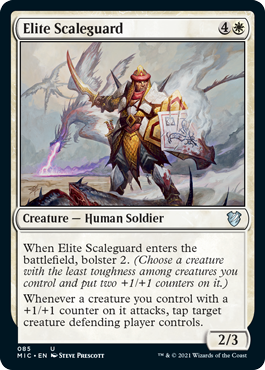 Elite Scaleguard 4
Creature — Human Soldier
When Elite Scaleguard enters the
battlefield, bolster 2. (Choose a creature
with the least toughness among creatures you
control and put two +1/+1 counters on it.)
Whenever a creature you control with a
+1/+1 counter on it attacks, tap target
creature defending player controls.
2/3
085 U
MIC • EN Steve Prescott
™ & © 2021 Wizards of the Coast